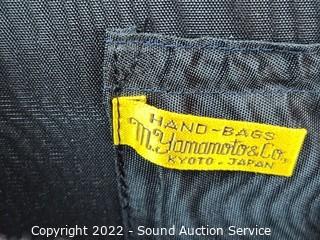 HAND-BAGS
M.Yamamoto & Co.
KYOTO - JAPAN
Copyright 2022 - Sound Auction Service